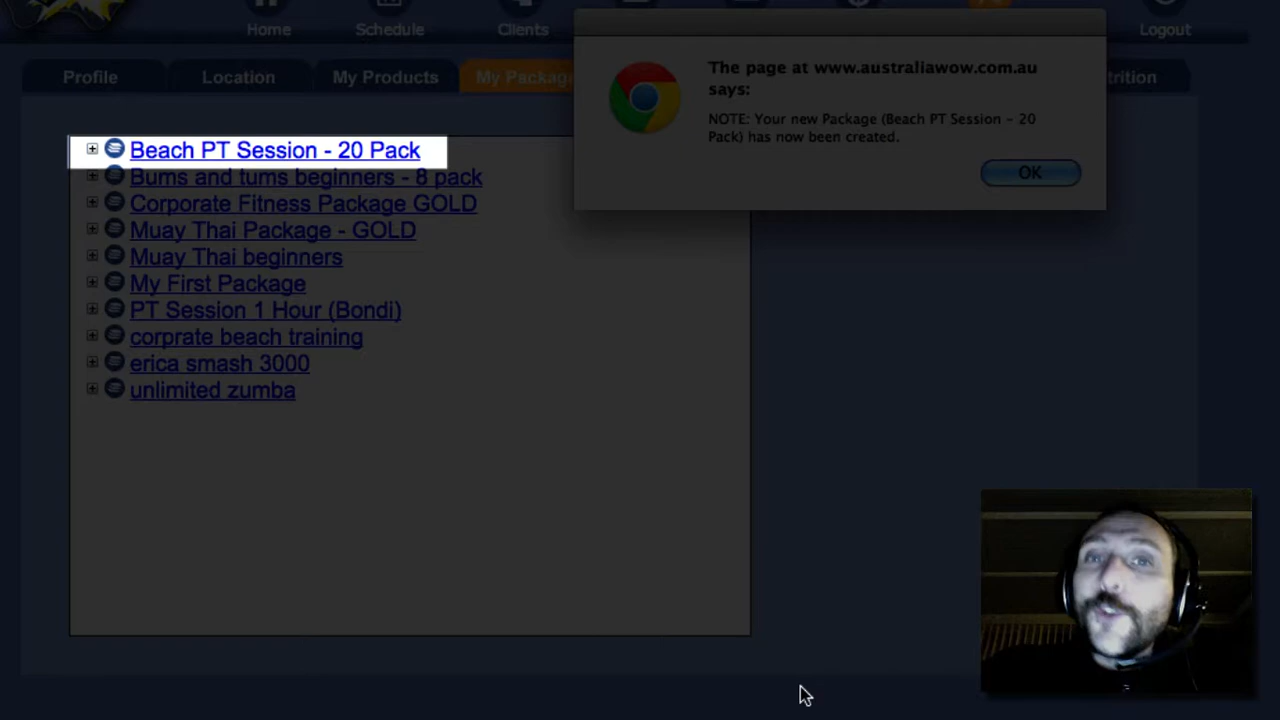 Home
Schedule
Clients
Logout
Profile
Location
My Products
My Packag
trition
The page at www.australiawow.com.au
says:
NOTE: Your new Package (Beach PT Session - 20
Pack) has now been created.
OK
Beach PT Session - 20 Pack
Bums and tums beginners - 8 pack
Corporate Fitness Package GOLD
Muay Thai Package - GOLD
Muay Thai beginners
My First Package
PT Session 1 Hour (Bondi)
corprate beach training
erica smash 3000
unlimited zumba